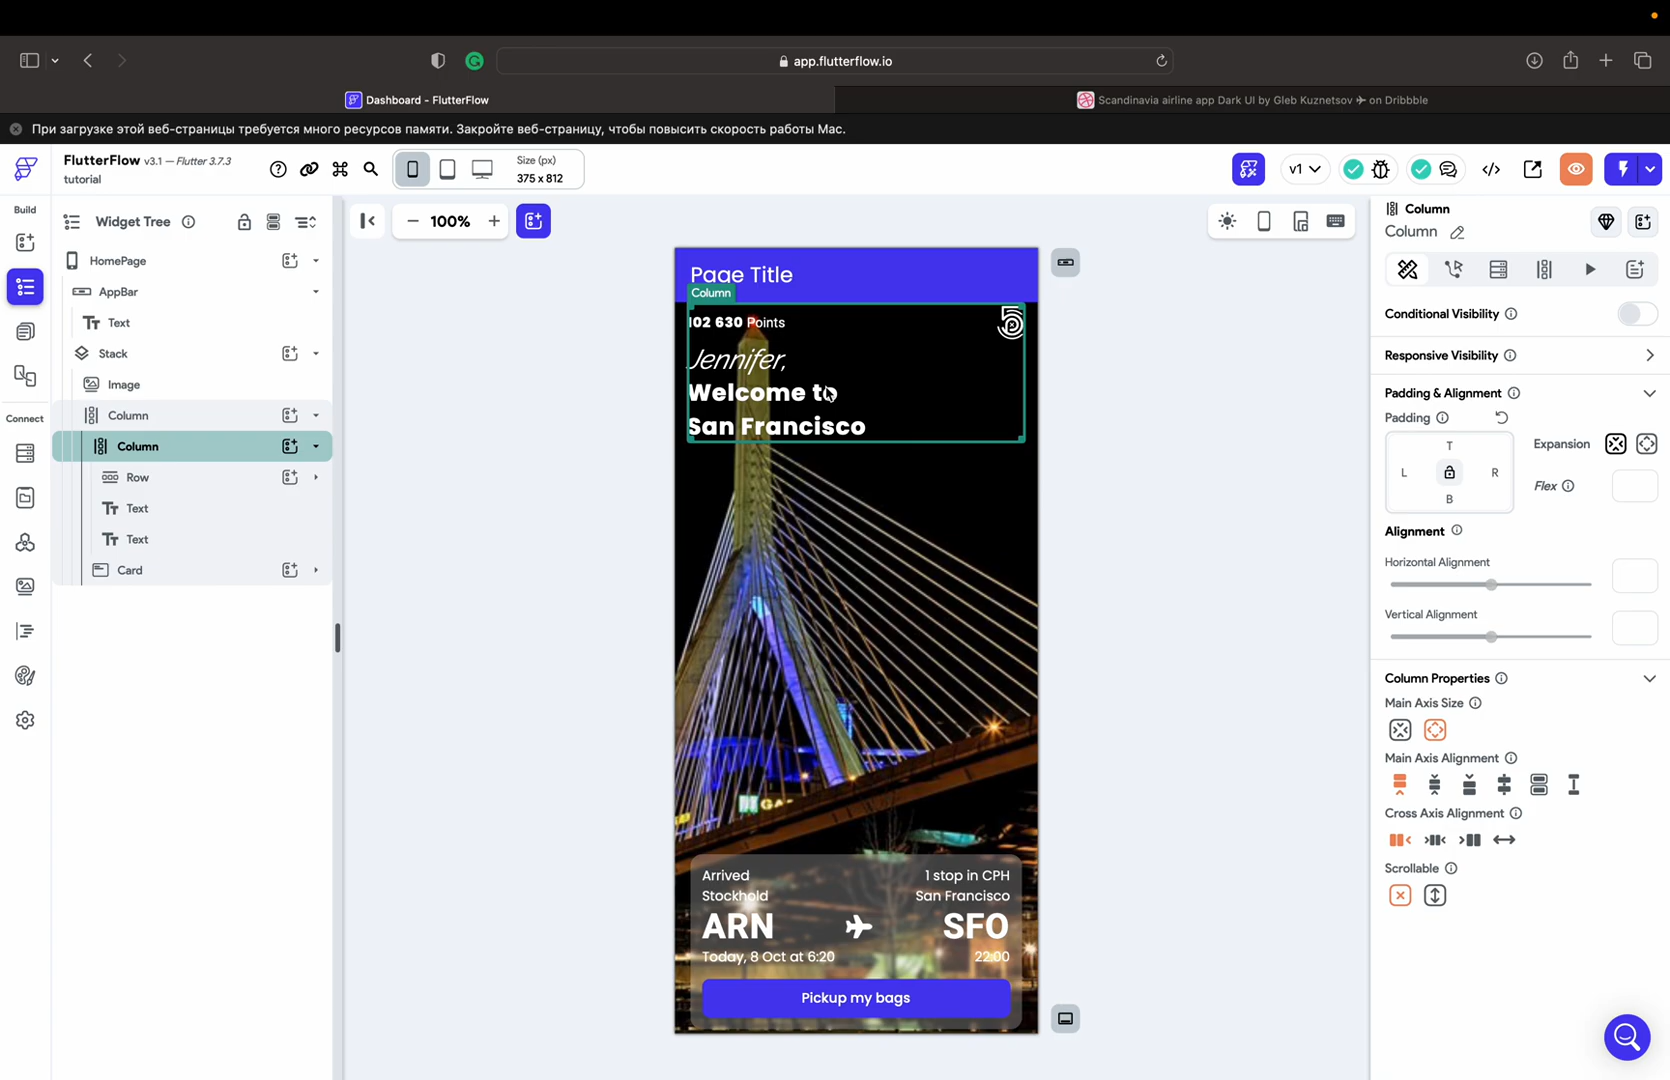 app.flutterflow.io
Dashboard - FlutterFlow
Scandinavia airline app Dark UI by Gleb Kuznetsov ✈ on Dribbble
При загрузке этой веб-страницы требуется много ресурсов памяти. Закройте веб-страницу, чтобы повысить скорость работы Mac.
FlutterFlow v3.1 — Flutter 3.7.3
tutorial
Size (px)
375 x 812
v1
Build
Connect
Widget Tree
HomePage
AppBar
Text
Stack
Image
Column
Column
Row
Text
Text
Card
100%
Page Title
Column
102 630 Points
Jennifer,
Welcome to
San Francisco
Arrived
1 stop in CPH
Stockhold
San Francisco
ARN
SFO
Today, 8 Oct at 6:20
22:00
Pickup my bags
Column
Column
Conditional Visibility
Responsive Visibility
Padding & Alignment
Padding
Expansion
T
L
R
B
Flex
Alignment
Horizontal Alignment
Vertical Alignment
Column Properties
Main Axis Size
Main Axis Alignment
Cross Axis Alignment
Scrollable